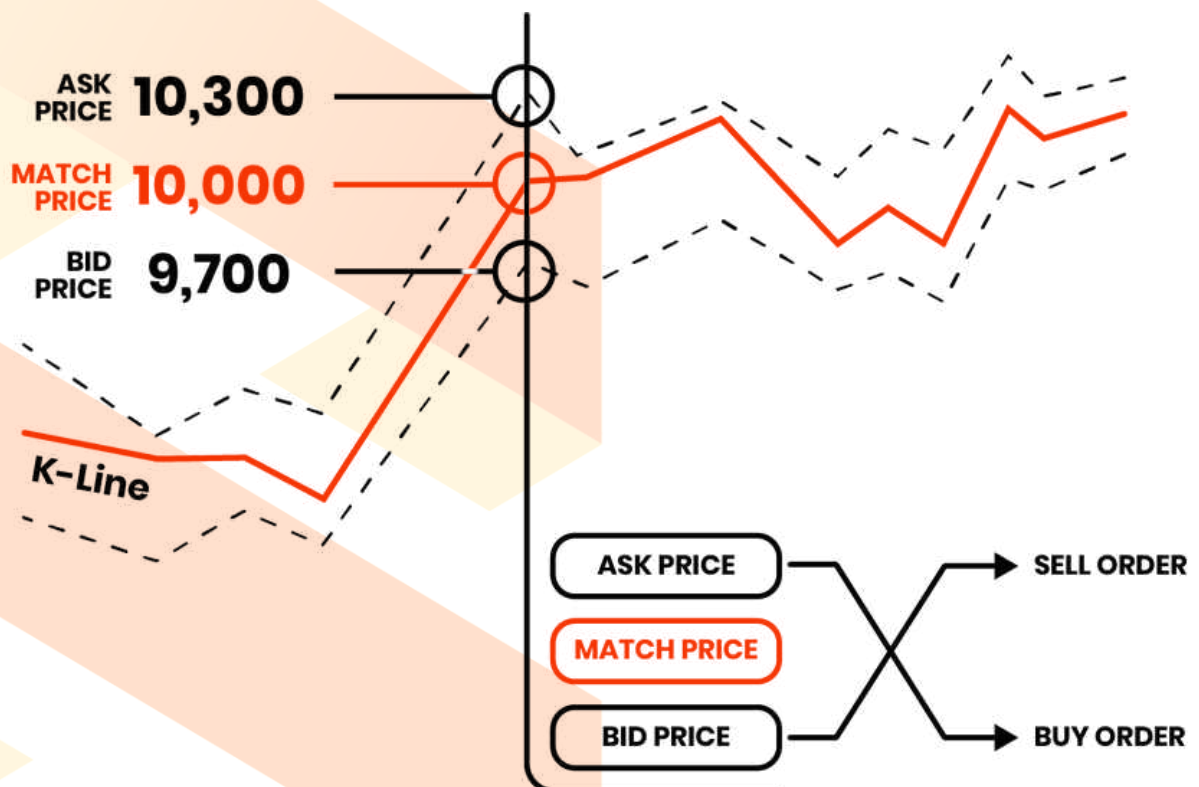 ASK
PRICE
10,300
MATCH
PRICE
10,000
BID
PRICE
9,700
K-Line
ASK PRICE
SELL ORDER
MATCH PRICE
BID PRICE
BUY ORDER